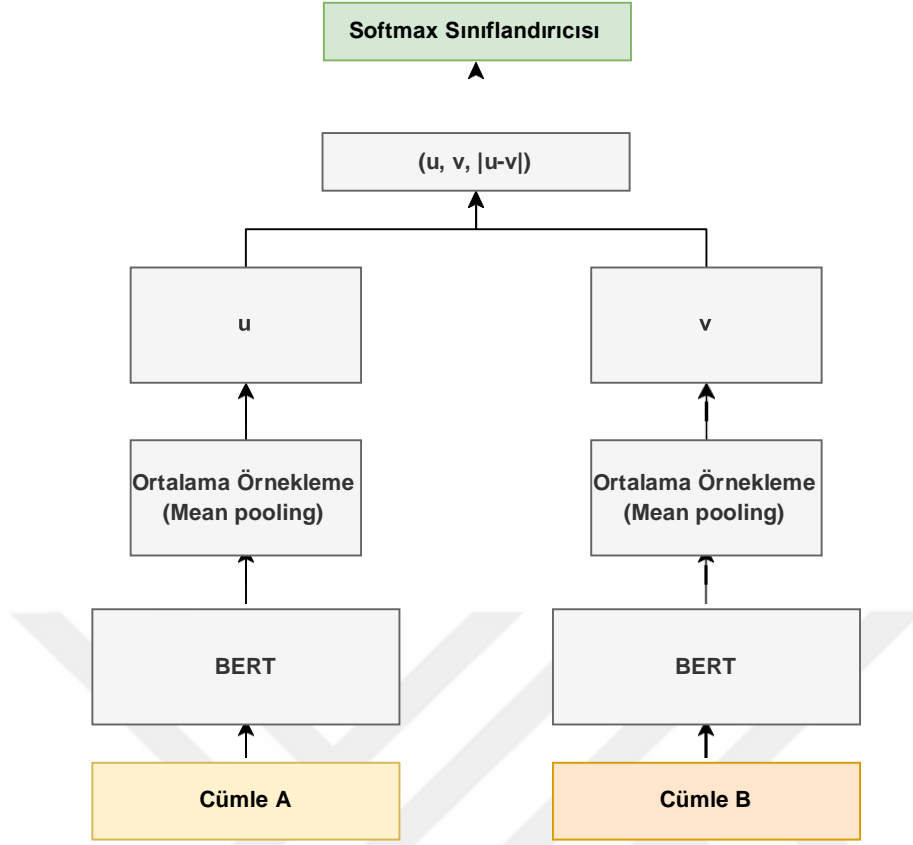 Softmax Sınıflandırıcısı
(u, v, |u-v|)
u
v
Ortalama Örnekleme
(Mean pooling)
Ortalama Örnekleme
(Mean pooling)
BERT
BERT
Cümle A
Cümle B